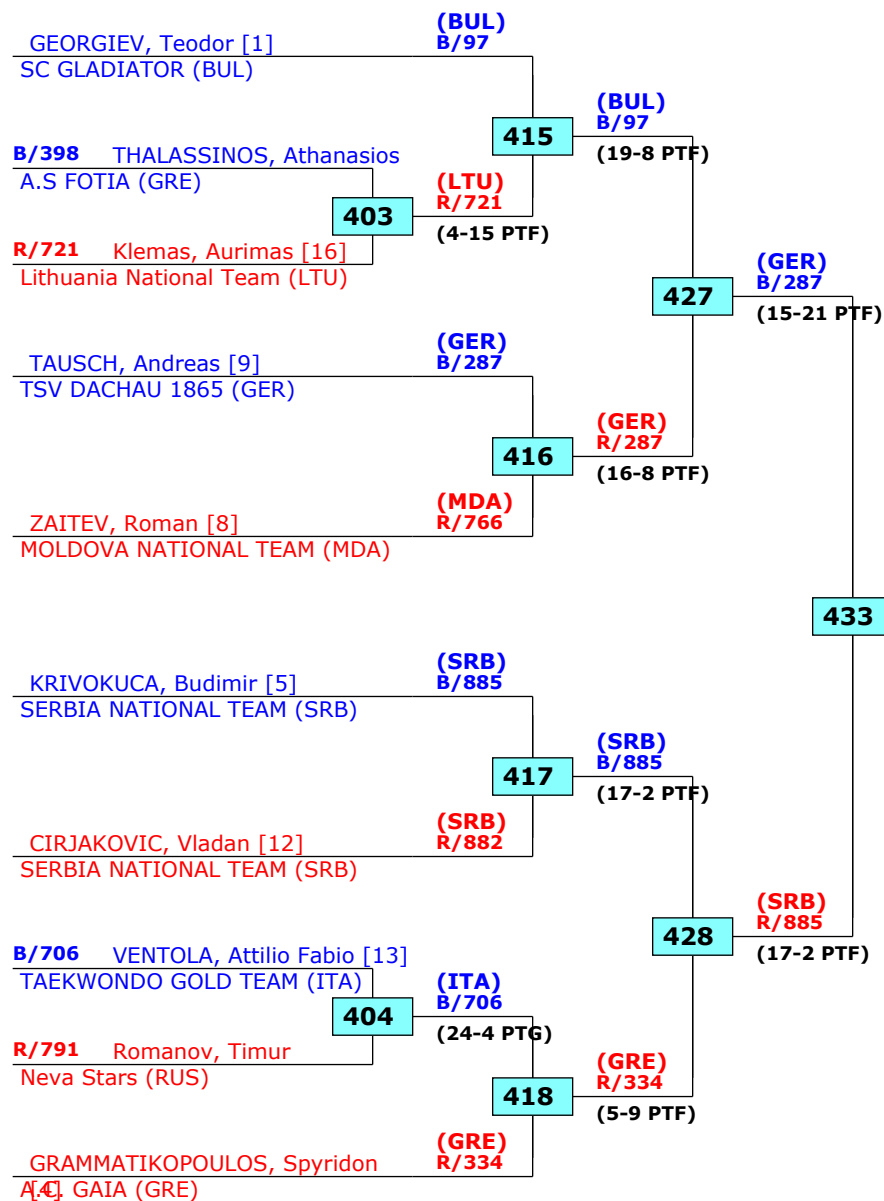 (BUL)
GEORGIEV, Teodor [1]
B/97
SC GLADIATOR (BUL)
(BUL)
B/97
415
(19-8 PTF)
B/398 THALASSINOS, Athanasios
A.S FOTIA (GRE)
(LTU)
R/721
403
(4-15 PTF)
R/721 Klemas, Aurimas [16]
Lithuania National Team (LTU)
(GER)
B/287
427
(15-21 PTF)
(GER)
B/287
TAUSCH, Andreas [9]
TSV DACHAU 1865 (GER)
(GER)
R/287
416
(16-8 PTF)
(MDA)
R/766
ZAITEV, Roman [8]
MOLDOVA NATIONAL TEAM (MDA)
433
(SRB)
B/885
KRIVOKUCA, Budimir [5]
SERBIA NATIONAL TEAM (SRB)
(SRB)
B/885
417
(17-2 PTF)
(SRB)
R/882
CIRJAKOVIC, Vladan [12]
SERBIA NATIONAL TEAM (SRB)
(SRB)
R/885
428
(17-2 PTF)
B/706 VENTOLA, Attilio Fabio [13]
TAEKWONDO GOLD TEAM (ITA)
(ITA)
B/706
404
(24-4 PTG)
R/791 Romanov, Timur
Neva Stars (RUS)
(GRE)
R/334
418
(5-9 PTF)
(GRE)
R/334
GRAMMATIKOPOULOS, Spyridon
[4]
A.C. GAIA (GRE)